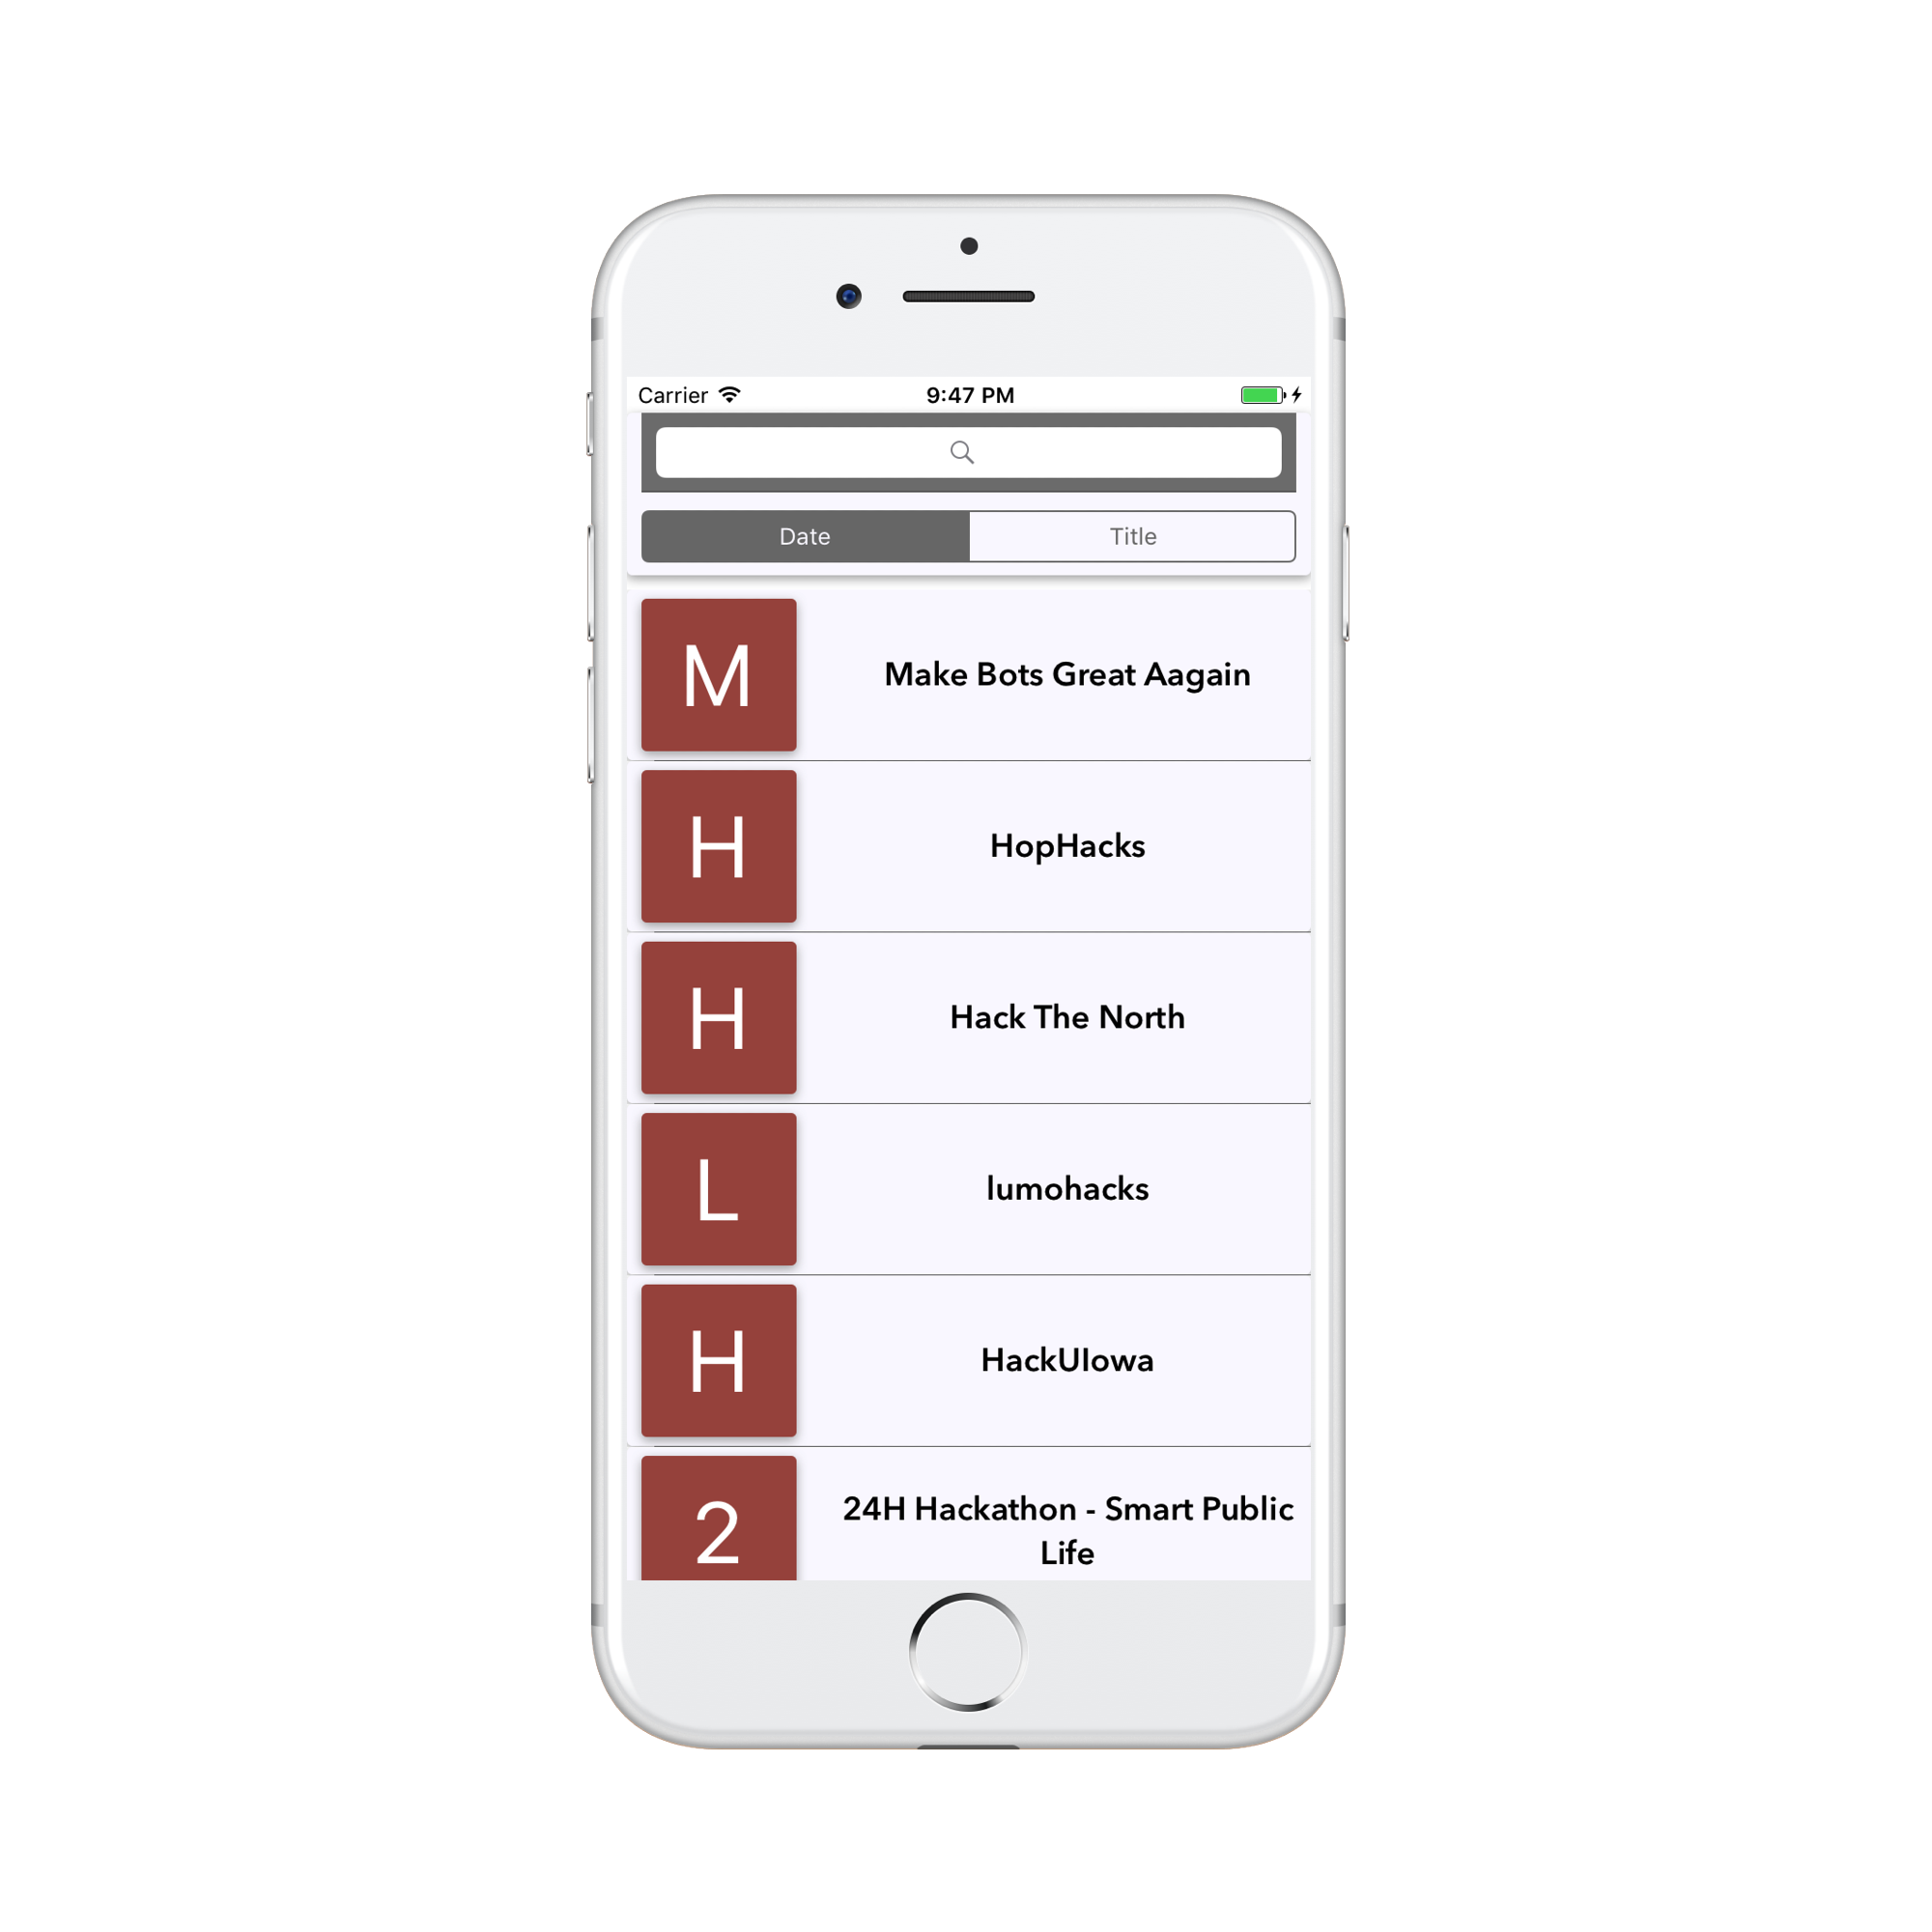 Carrier 9:47 PM
Date Title
M Make Bots Great Aagain
H HopHacks
H Hack The North
L lumohacks
H HackUIowa
2 24H Hackathon - Smart Public
Life